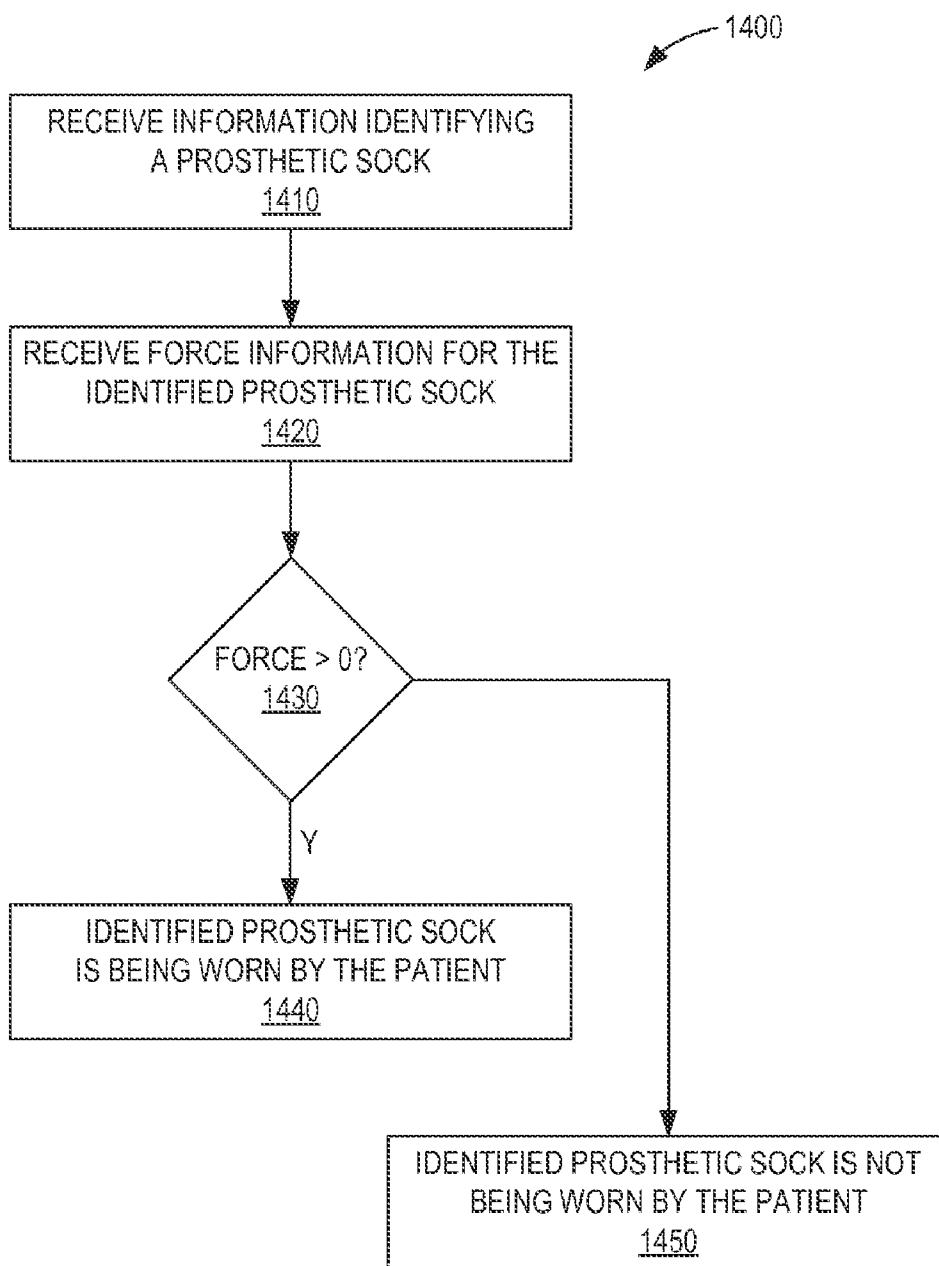 1400
RECEIVE INFORMATION IDENTIFYING
A PROSTHETIC SOCK
1410
RECEIVE FORCE INFORMATION FOR THE
IDENTIFIED PROSTHETIC SOCK
1420
FORCE > 0?
1430
Y
IDENTIFIED PROSTHETIC SOCK
IS BEING WORN BY THE PATIENT
1440
IDENTIFIED PROSTHETIC SOCK IS NOT
BEING WORN BY THE PATIENT
1450